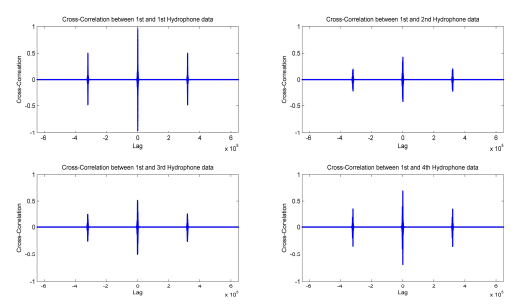 Cross-Correlation between 1st and 1st Hydrophone data
1
0.5
0
-0.5
-1
Cross-Correlation
-6 -4 -2 0 2 4 6
Lag
x 10^5
Cross-Correlation between 1st and 2nd Hydrophone data
1
0.5
0
-0.5
-1
Cross-Correlation
-6 -4 -2 0 2 4 6
Lag
x 10^5
Cross-Correlation between 1st and 3rd Hydrophone data
1
0.5
0
-0.5
-1
Cross-Correlation
-6 -4 -2 0 2 4 6
Lag
x 10^5
Cross-Correlation between 1st and 4th Hydrophone data
1
0.5
0
-0.5
-1
Cross-Correlation
-6 -4 -2 0 2 4 6
Lag
x 10^5